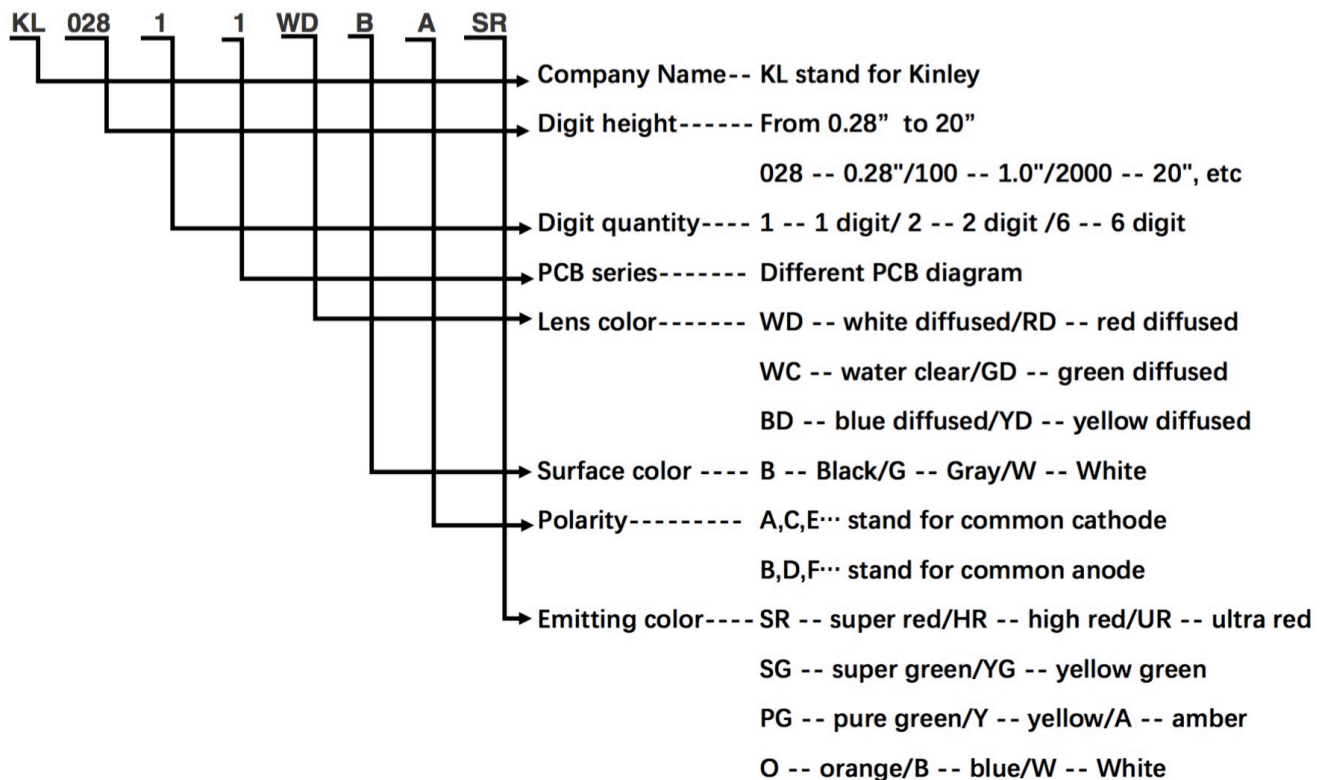 KL 028 1 1 WD B A SR
Company Name-- KL stand for Kinley
Digit height------ From 0.28” to 20”
028 -- 0.28"/100 -- 1.0"/2000 -- 20", etc
Digit quantity---- 1 -- 1 digit/ 2 -- 2 digit /6 -- 6 digit
PCB series------- Different PCB diagram
Lens color------- WD -- white diffused/RD -- red diffused
WC -- water clear/GD -- green diffused
BD -- blue diffused/YD -- yellow diffused
Surface color ---- B -- Black/G -- Gray/W -- White
Polarity--------- A,C,E··· stand for common cathode
B,D,F··· stand for common anode
Emitting color---- SR -- super red/HR -- high red/UR -- ultra red
SG -- super green/YG -- yellow green
PG -- pure green/Y -- yellow/A -- amber
O -- orange/B -- blue/W -- White